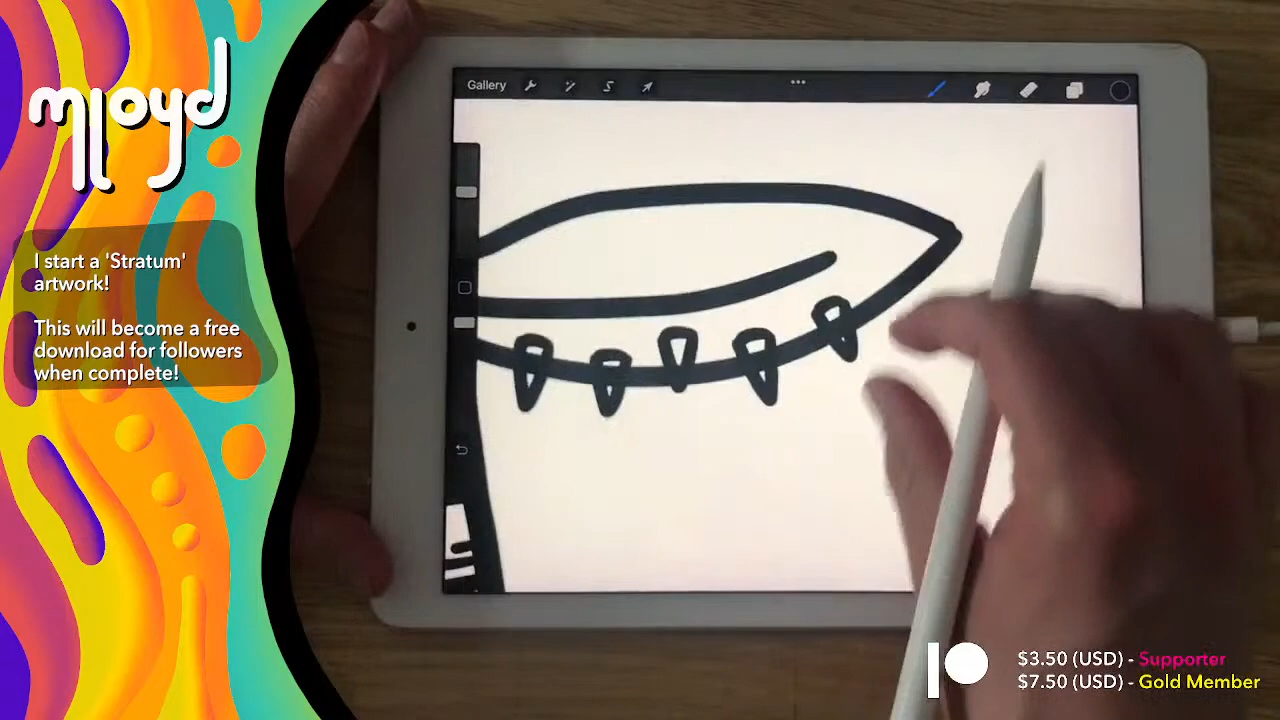 mlloyd
I start a 'Stratum'
artwork!
This will become a free
download for followers
when complete!
Gallery
$3.50 (USD) - Supporter
$7.50 (USD) - Gold Member